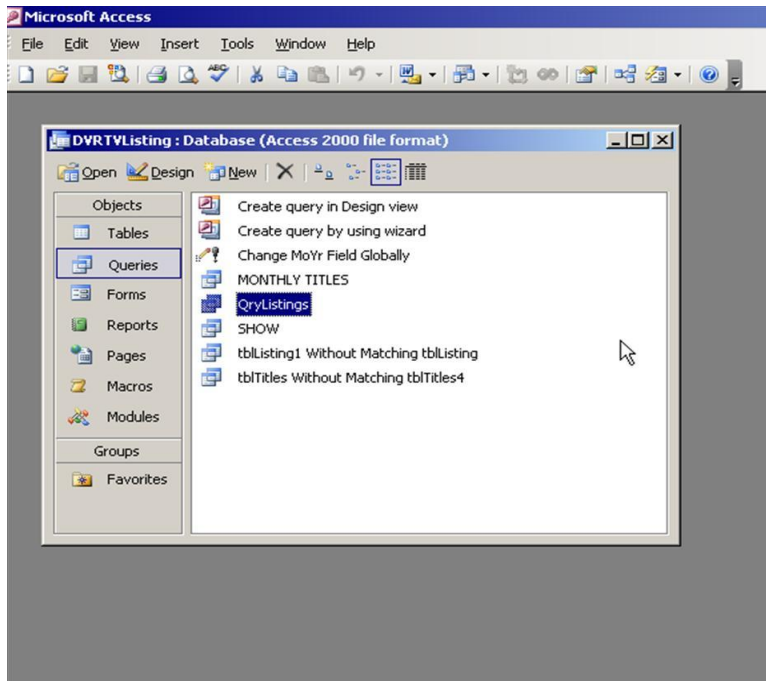 Microsoft Access
File Edit View Insert Tools Window Help
DVRTVListing : Database (Access 2000 file format)
Open Design New
Objects
Tables
Queries
Forms
Reports
Pages
Macros
Modules
Groups
Favorites
Create query in Design view
Create query by using wizard
Change MoYr Field Globally
MONTHLY TITLES
QryListings
SHOW
tblListing1 Without Matching tblListing
tblTitles Without Matching tblTitles4